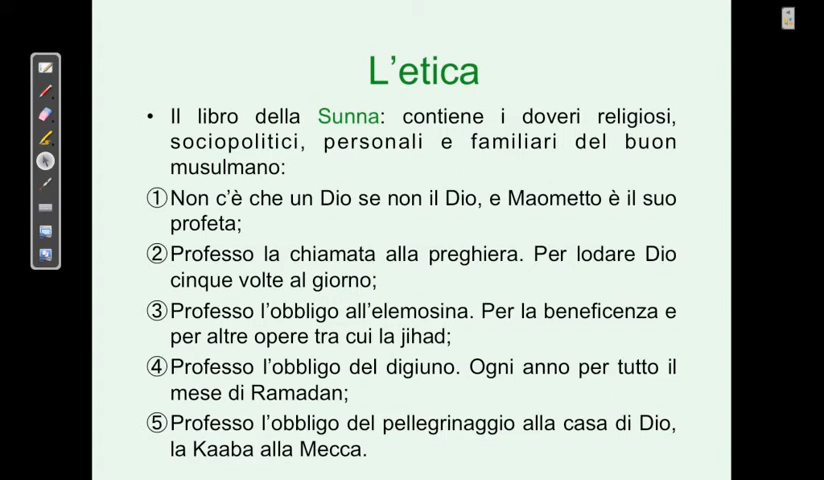 L'etica
• Il libro della Sunna: contiene i doveri religiosi,
sociopolitici, personali e familiari del buon
musulmano:
① Non c'è che un Dio se non il Dio, e Maometto è il suo
profeta;
② Professo la chiamata alla preghiera. Per lodare Dio
cinque volte al giorno;
③ Professo l'obbligo all'elemosina. Per la beneficenza e
per altre opere tra cui la jihad;
④ Professo l'obbligo del digiuno. Ogni anno per tutto il
mese di Ramadan;
⑤ Professo l'obbligo del pellegrinaggio alla casa di Dio,
la Kaaba alla Mecca.